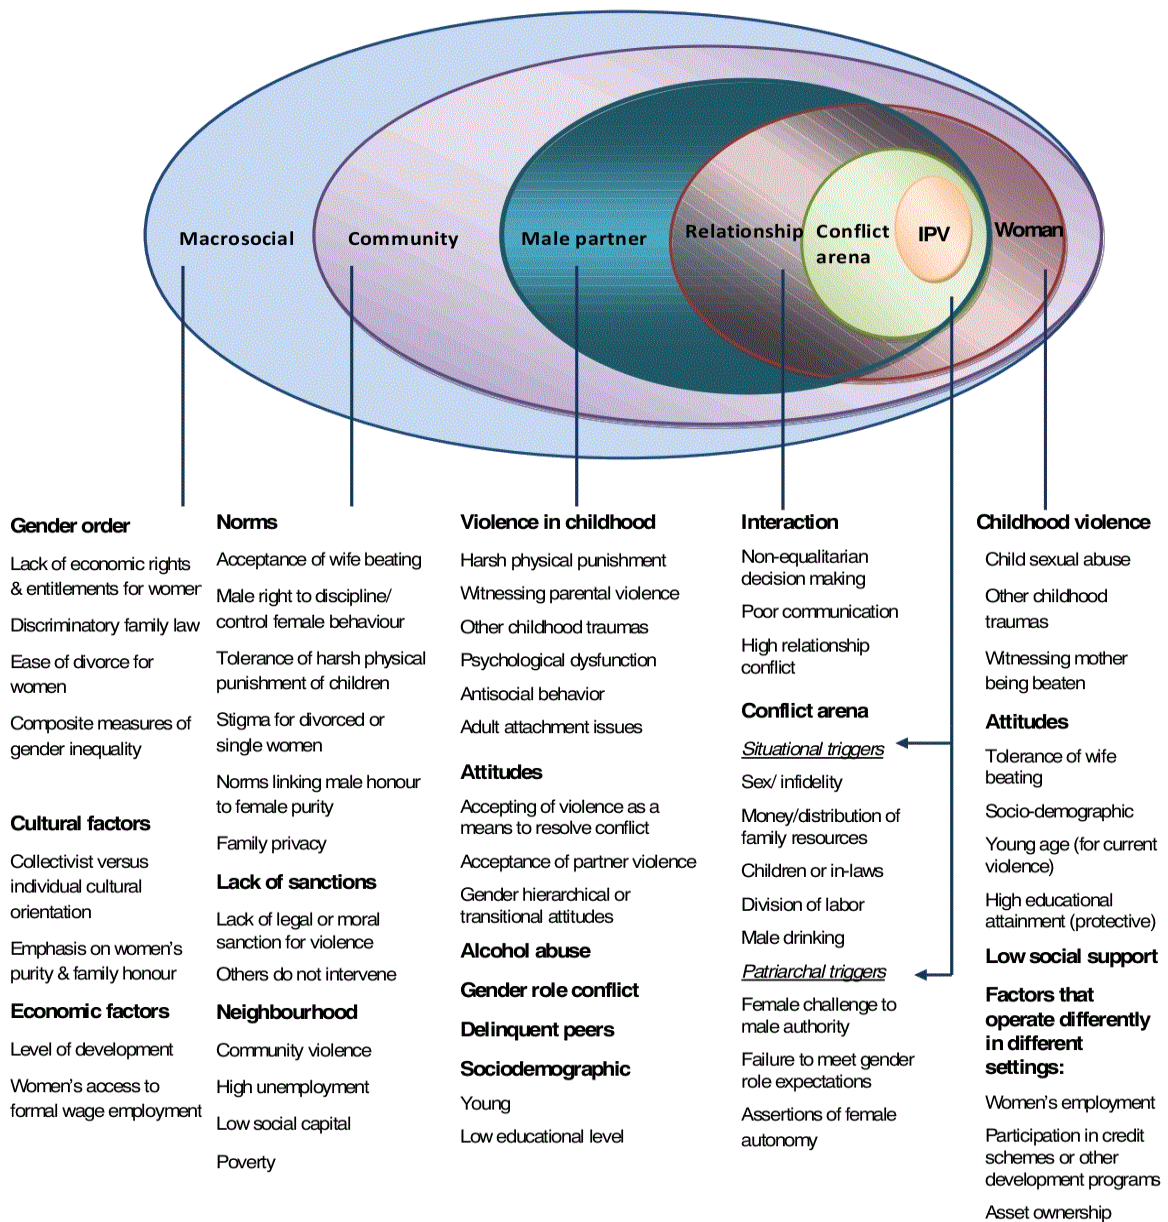 Macrosocial
Community
Male partner
Relationship
Conflict
arena
IPV
Woman
Gender order
Lack of economic rights
& entitlements for women
Discriminatory family law
Ease of divorce for
women
Composite measures of
gender inequality
Cultural factors
Collectivist versus
individual cultural
orientation
Emphasis on women's
purity & family honour
Economic factors
Level of development
Women's access to
formal wage employment
Norms
Acceptance of wife beating
Male right to discipline/
control female behaviour
Tolerance of harsh physical
punishment of children
Stigma for divorced or
single women
Norms linking male honour
to female purity
Family privacy
Lack of sanctions
Lack of legal or moral
sanction for violence
Others do not intervene
Neighbourhood
Community violence
High unemployment
Low social capital
Poverty
Violence in childhood
Harsh physical punishment
Witnessing parental violence
Other childhood traumas
Psychological dysfunction
Antisocial behavior
Adult attachment issues
Attitudes
Accepting of violence as a
means to resolve conflict
Acceptance of partner violence
Gender hierarchical or
transitional attitudes
Alcohol abuse
Gender role conflict
Delinquent peers
Sociodemographic
Young
Low educational level
Interaction
Non-equalitarian
decision making
Poor communication
High relationship
conflict
Conflict arena
Situational triggers
Sex/ infidelity
Money/distribution of
family resources
Children or in-laws
Division of labor
Male drinking
Patriarchal triggers
Female challenge to
male authority
Failure to meet gender
role expectations
Assertions of female
autonomy
Childhood violence
Child sexual abuse
Other childhood
traumas
Witnessing mother
being beaten
Attitudes
Tolerance of wife
beating
Socio-demographic
Young age (for current
violence)
High educational
attainment (protective)
Low social support
Factors that
operate differently
in different
settings:
Women's employment
Participation in credit
schemes or other
development programs
Asset ownership